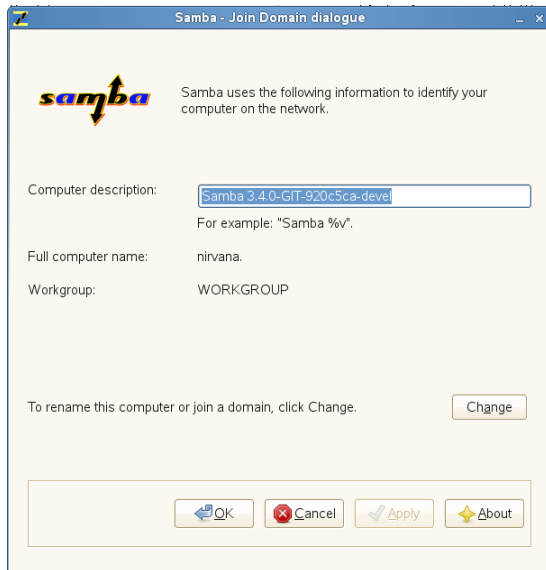 Samba - Join Domain dialogue
samba
Samba uses the following information to identify your
computer on the network.
Computer description:
Samba 3.4.0-GIT-920c5ca-devel
For example: "Samba %v".
Full computer name:
nirvana.
Workgroup:
WORKGROUP
To rename this computer or join a domain, click Change.
Change
OK
Cancel
Apply
About